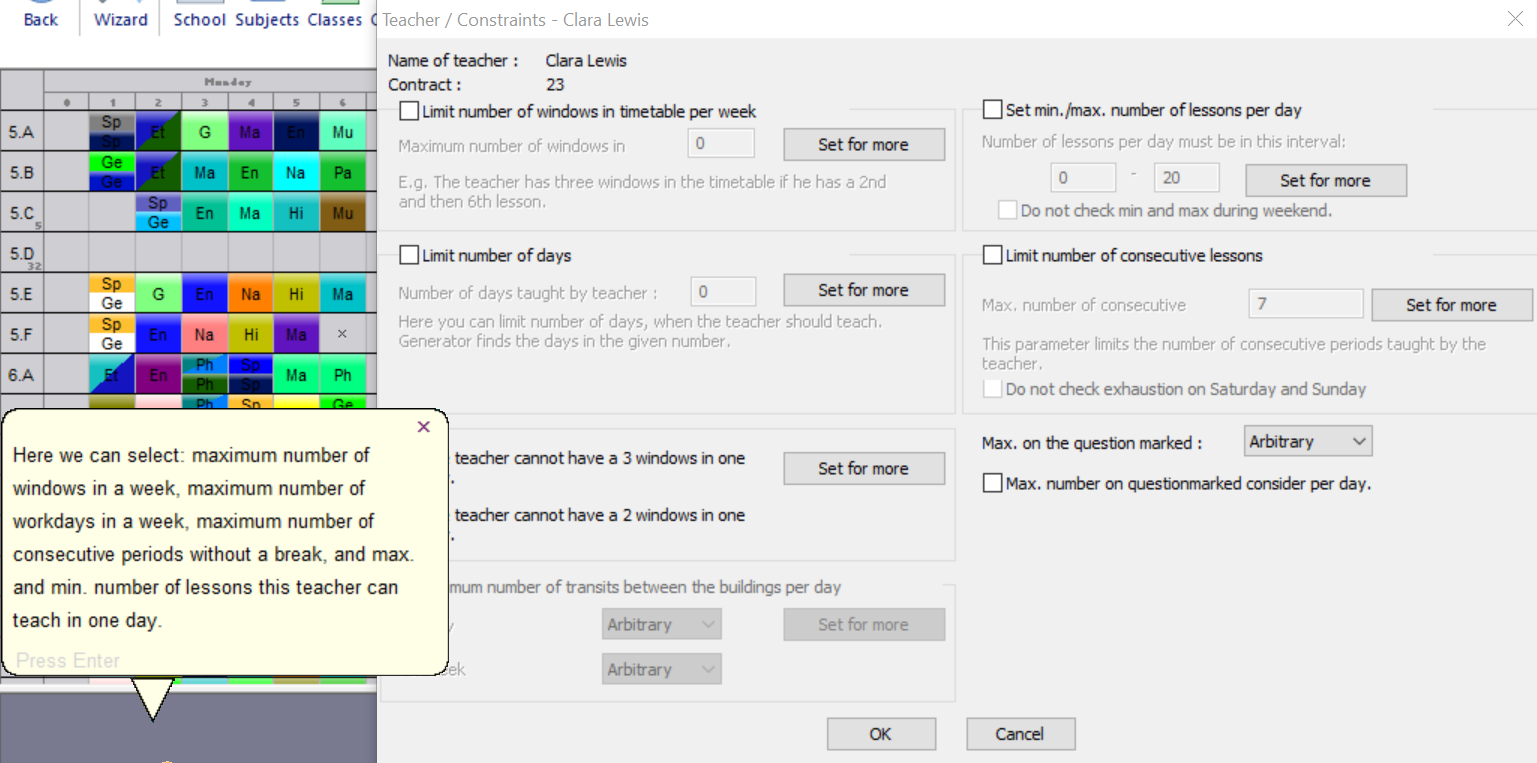 Back Wizard School Subjects Classes
Teacher / Constraints - Clara Lewis
Name of teacher : Clara Lewis
Contract : 23
Limit number of windows in timetable per week
Maximum number of windows in 0 Set for more
E.g. The teacher has three windows in the timetable if he has a 2nd
and then 6th lesson.
Set min./max. number of lessons per day
Number of lessons per day must be in this interval:
0 - 20 Set for more
Do not check min and max during weekend.
Limit number of days
Number of days taught by teacher : 0 Set for more
Here you can limit number of days, when the teacher should teach.
Generator finds the days in the given number.
Limit number of consecutive lessons
Max. number of consecutive 7 Set for more
This parameter limits the number of consecutive periods taught by the
teacher.
Do not check exhaustion on Saturday and Sunday
teacher cannot have a 3 windows in one Set for more
teacher cannot have a 2 windows in one
Max. on the question marked : Arbitrary
Max. number on questionmarked consider per day.
mum number of transits between the buildings per day
Arbitrary Set for more
Arbitrary
OK Cancel
Monday
0 1 2 3 4 5 6
5.A Sp Et G Ma En Mu
Sp
5.B Ge Et Ma En Na Pa
Ge
5.C Sp En Ma Hi Mu
5 Ge
5.D
32
5.E Sp G En Na Hi Ma
Ge
5.F Sp En Na Hi Ma ×
Ge
6.A Et En Ph Sp Ma Ph
Ph Sp
Ph Sp Ge
Here we can select: maximum number of
windows in a week, maximum number of
workdays in a week, maximum number of
consecutive periods without a break, and max.
and min. number of lessons this teacher can
teach in one day.
Press Enter